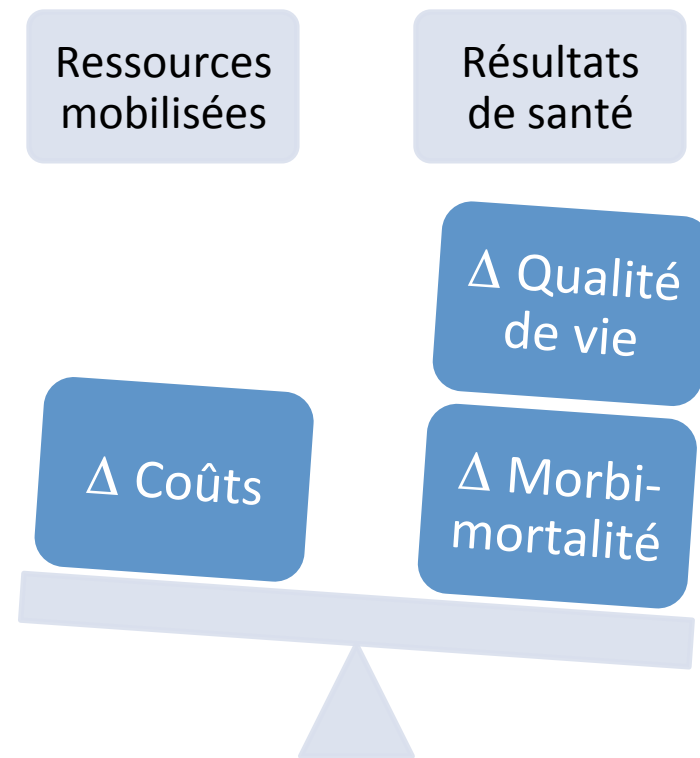 Ressources
mobilisées
Résultats
de santé
Δ Qualité
de vie
Δ Coûts
Δ Morbi-
mortalité